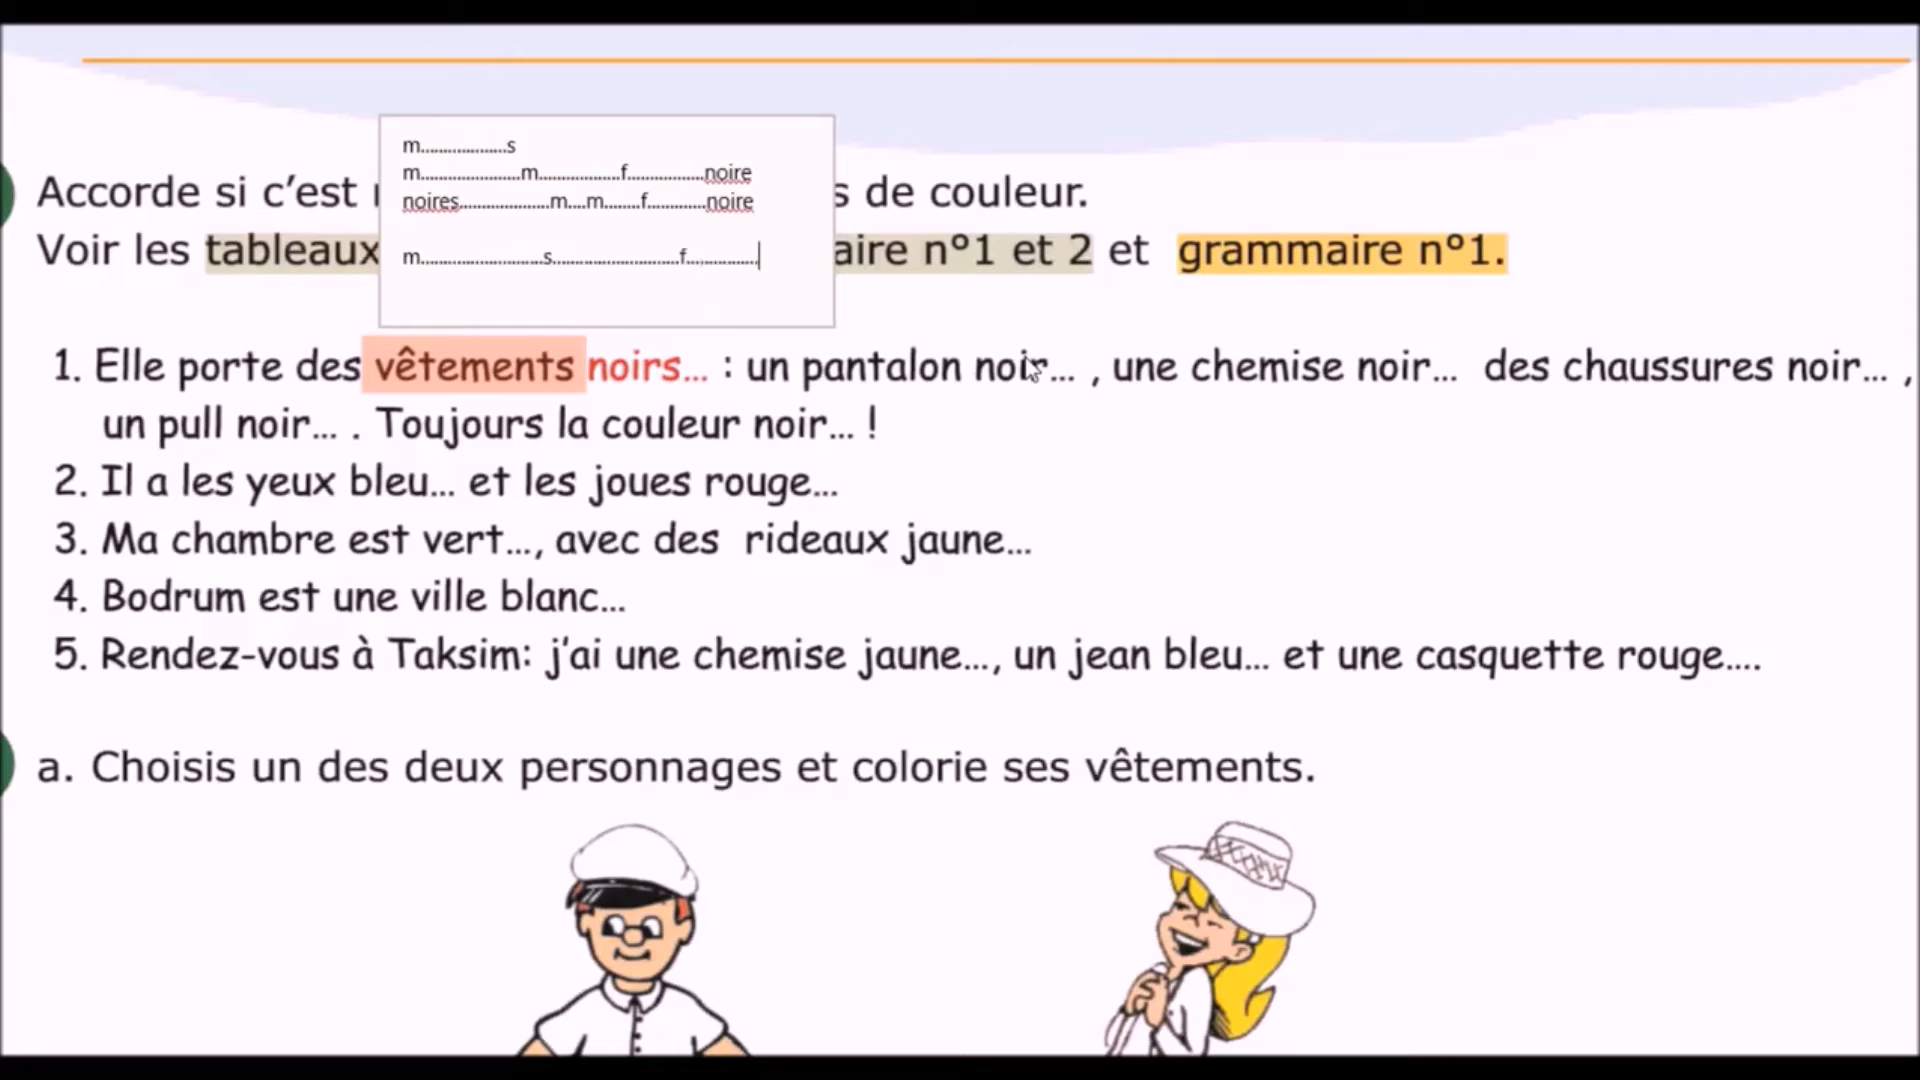 m...................s
m......................m..................f.................noire
noires....................m....m........f.............noire
m...........................s............................f................
Accorde si c’est s de couleur.
Voir les tableaux aire n°1 et 2 et grammaire n°1.
1. Elle porte des vêtements noirs... : un pantalon noir... , une chemise noir... des chaussures noir... ,
un pull noir... . Toujours la couleur noir... !
2. Il a les yeux bleu... et les joues rouge...
3. Ma chambre est vert..., avec des rideaux jaune...
4. Bodrum est une ville blanc...
5. Rendez-vous à Taksim: j’ai une chemise jaune..., un jean bleu... et une casquette rouge....
a. Choisis un des deux personnages et colorie ses vêtements.